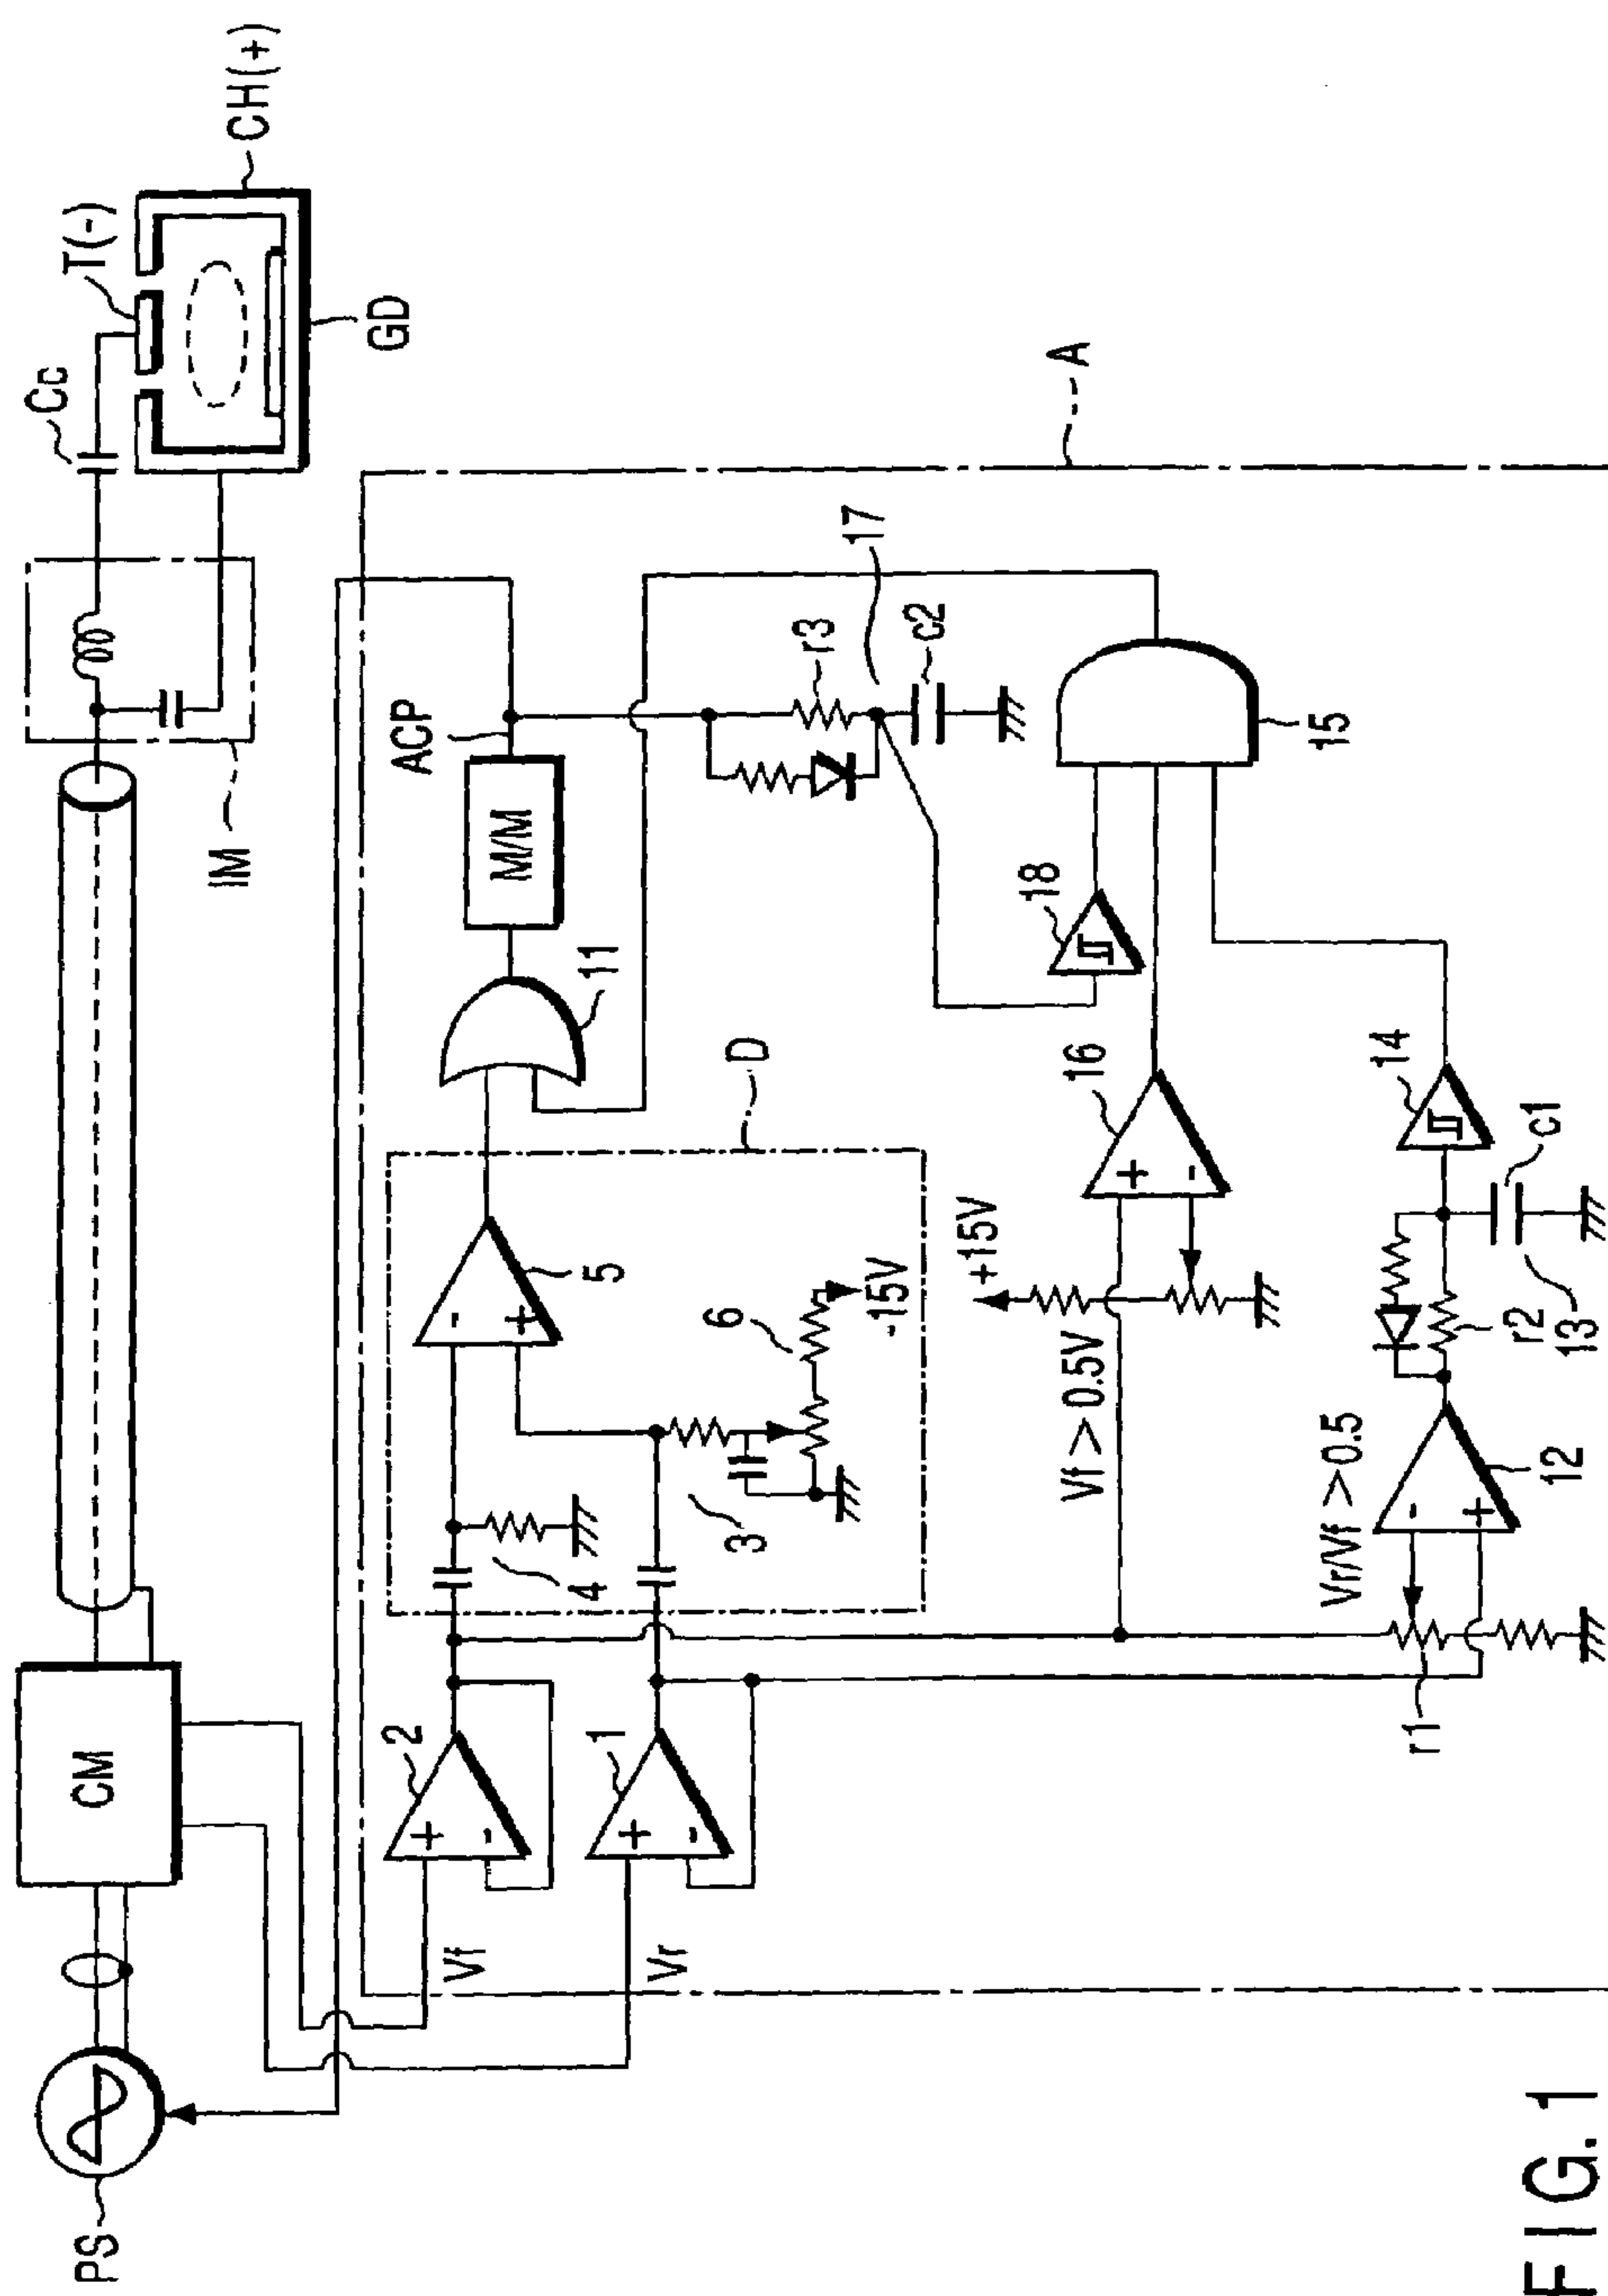 PS
CM
IM
Cc
T(-)
CH(+)
GD
A
Vf
Vr
2
+
-
1
+
-
4
3
5
-
+
6
-15V
D
11
M/M
ACP
r3
17
c2
18
15
16
+
-
+15V
Vf > 0.5V
Vr/Vf > 0.5
r1
12
-
+
r2
13
c1
14
FIG. 1